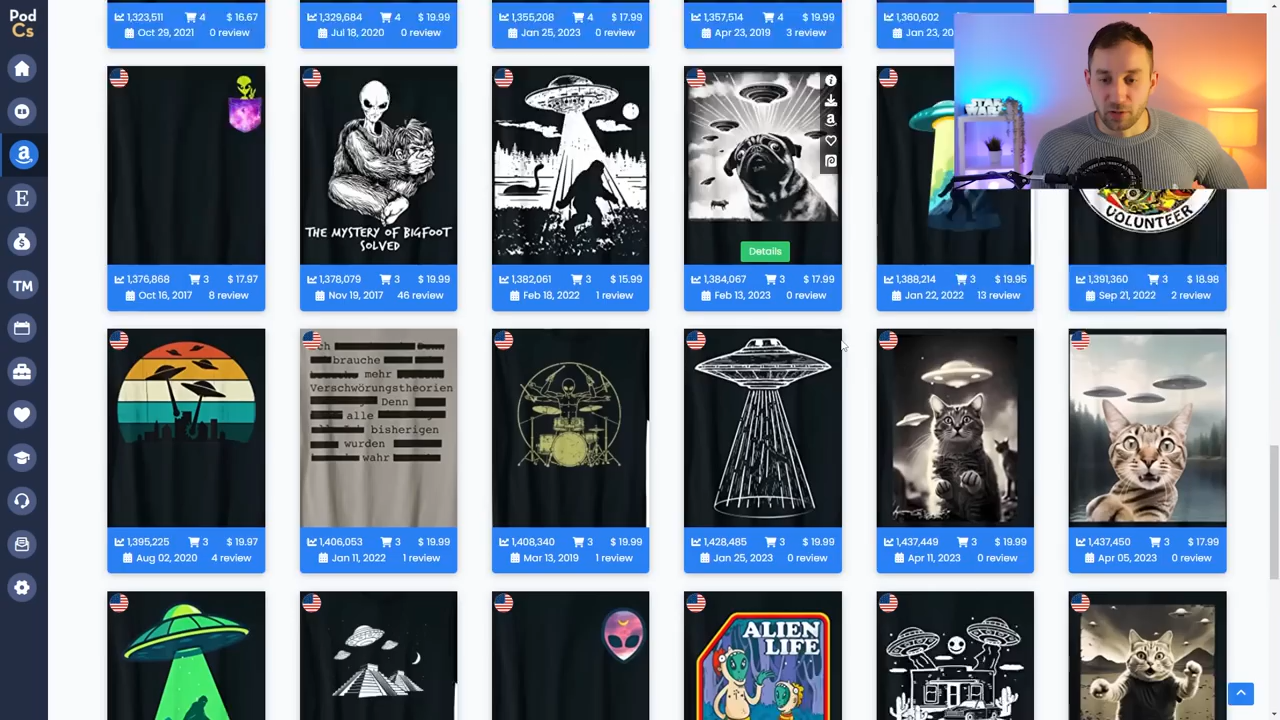 Pod
Cs
1,323,511 4 $ 16.67
Oct 29, 2021 0 review
1,329,684 4 $ 19.99
Jul 18, 2020 0 review
1,355,208 4 $ 17.99
Jan 25, 2023 0 review
1,357,514 4 $ 19.99
Apr 23, 2019 3 review
1,360,602
Jan 23, 20
STAR
WARS
E
TM
THE MYSTERY OF BIGFOOT
SOLVED
Details
VOLUNTEER
1,376,868 3 $ 17.97
Oct 16, 2017 8 review
1,378,079 3 $ 19.99
Nov 19, 2017 46 review
1,382,061 3 $ 15.99
Feb 18, 2022 1 review
1,384,067 3 $ 17.99
Feb 13, 2023 0 review
1,388,214 3 $ 19.95
Jan 22, 2022 13 review
1,391,360 3 $ 18.98
Sep 21, 2022 2 review
brauche
mehr
Verschwörungstheorien
Denn
alle
bisherigen
wurden
wahr
1,395,225 3 $ 19.97
Aug 02, 2020 4 review
1,406,053 3 $ 19.99
Jan 11, 2022 1 review
1,408,340 3 $ 19.99
Mar 13, 2019 1 review
1,428,485 3 $ 19.99
Jan 25, 2023 0 review
1,437,449 3 $ 19.99
Apr 11, 2023 0 review
1,437,450 3 $ 17.99
Apr 05, 2023 0 review
ALIEN
LIFE